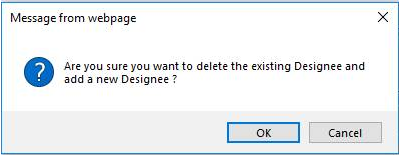 Message from webpage
Are you sure you want to delete the existing Designee and
add a new Designee ?
OK
Cancel